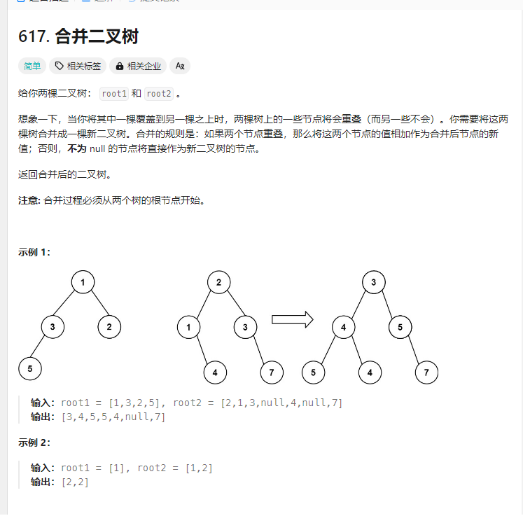 617. 合并二叉树
简单 相关标签 相关企业 Aあ
给你两棵二叉树： root1 和 root2 。
想象一下，当你将其中一棵覆盖到另一棵之上时，两棵树上的一些节点将会重叠（而另一些不会）。你需要将这两
棵树合并成一棵新二叉树。合并的规则是：如果两个节点重叠，那么将这两个节点的值相加作为合并后节点的新
值；否则，不为 null 的节点将直接作为新二叉树的节点。
返回合并后的二叉树。
注意: 合并过程必须从两个树的根节点开始。
示例 1：
1 2 3
3 2 1 3 4 5
5 4 7 5 4 7
输入：root1 = [1,3,2,5], root2 = [2,1,3,null,4,null,7]
输出：[3,4,5,5,4,null,7]
示例 2：
输入：root1 = [1], root2 = [1,2]
输出：[2,2]